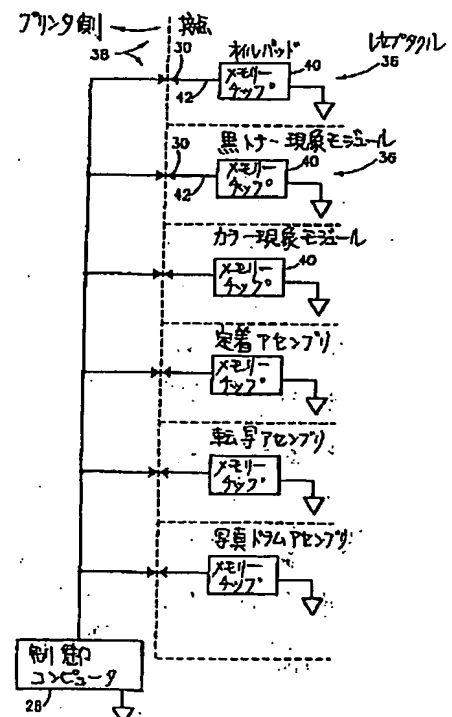 プリンタ側 接点
38 30 オイルパッド レセプタクル
メモリー
チップ
40 36
42
黒トナー現象モジュール
30 メモリー
チップ
40 36
42
カラー現象モジュール
メモリー
チップ
40
定着アセンブリ
メモリー
チップ
転写アセンブリ
メモリー
チップ
写真ドラムアセンブリ
メモリー
チップ
制御
コンピュータ
28